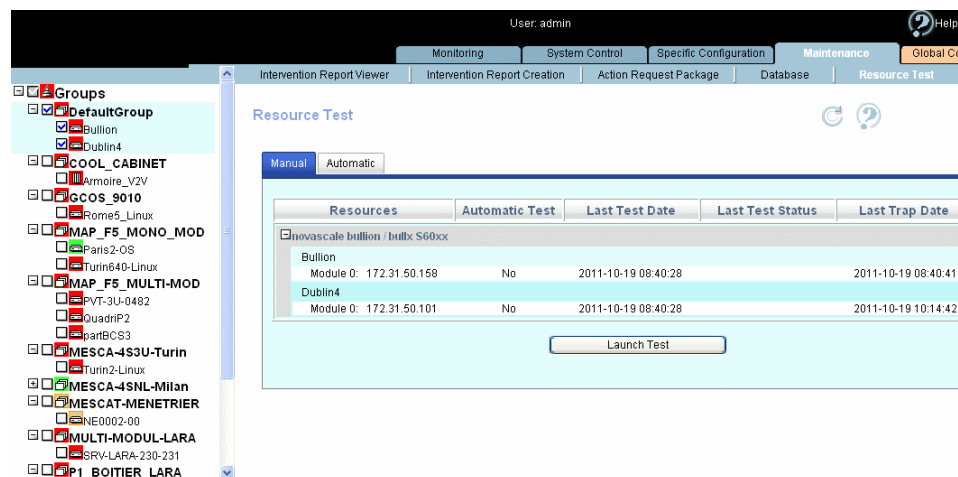 User: admin
Help
Monitoring System Control Specific Configuration Maintenance Global Co
Intervention Report Viewer Intervention Report Creation Action Request Package Database Resource Test
Groups
DefaultGroup
Bullion
Dublin4
COOL_CABINET
Armoire_V2V
GCOS_9010
Rome5_Linux
MAP_F5_MONO_MOD
Paris2-OS
Turin640-Linux
MAP_F5_MULTI-MOD
PVT-3U-0482
QuadriP2
partBCS3
MESCA-4S3U-Turin
Turin2-Linux
MESCA-4SNL-Milan
MESCAT-MENETRIER
NE0002-00
MULTI-MODUL-LARA
SRV-LARA-230-231
P1_BOITIER_LARA
Resource Test
Manual Automatic
Resources Automatic Test Last Test Date Last Test Status Last Trap Date
novascale bullion / bullx S60xx
Bullion
Module 0: 172.31.50.158 No 2011-10-19 08:40:28 2011-10-19 08:40:41
Dublin4
Module 0: 172.31.50.101 No 2011-10-19 08:40:28 2011-10-19 10:14:42
Launch Test